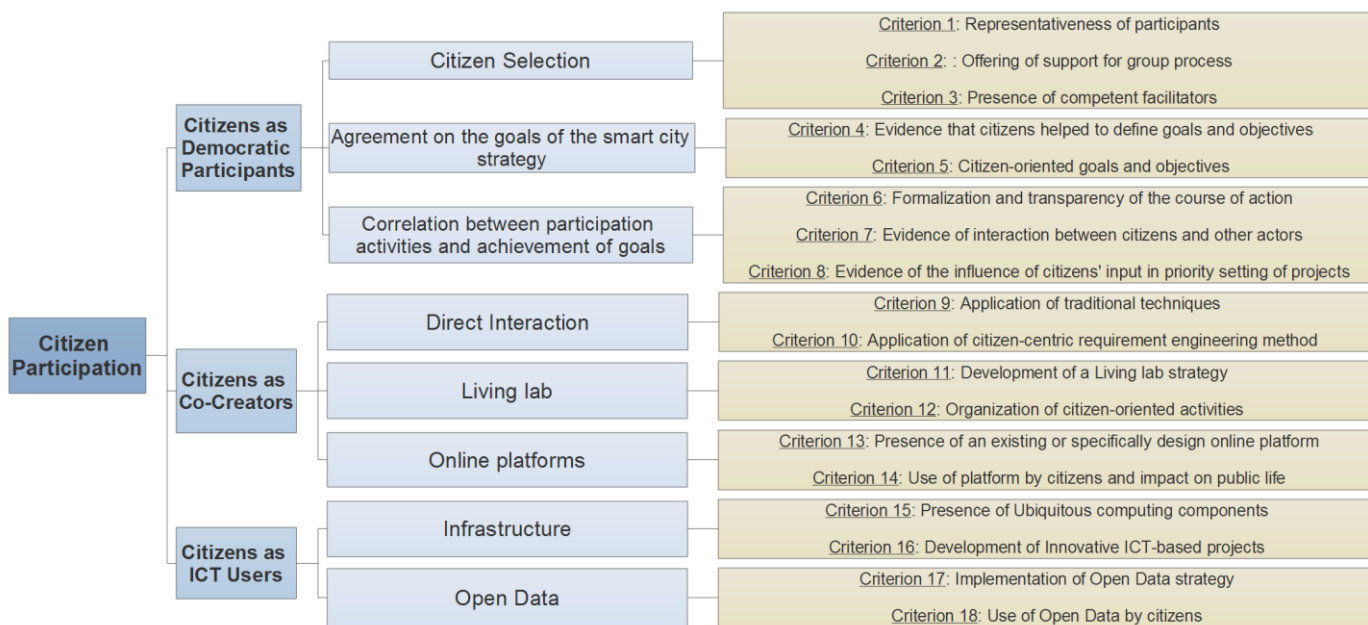 Citizen
Participation
Citizens as
Democratic
Participants
Citizen Selection
Criterion 1: Representativeness of participants
Criterion 2: : Offering of support for group process
Criterion 3: Presence of competent facilitators
Agreement on the goals of the smart city
strategy
Criterion 4: Evidence that citizens helped to define goals and objectives
Criterion 5: Citizen-oriented goals and objectives
Correlation between participation
activities and achievement of goals
Criterion 6: Formalization and transparency of the course of action
Criterion 7: Evidence of interaction between citizens and other actors
Criterion 8: Evidence of the influence of citizens' input in priority setting of projects
Citizens as
Co-Creators
Direct Interaction
Criterion 9: Application of traditional techniques
Criterion 10: Application of citizen-centric requirement engineering method
Living lab
Criterion 11: Development of a Living lab strategy
Criterion 12: Organization of citizen-oriented activities
Online platforms
Criterion 13: Presence of an existing or specifically design online platform
Criterion 14: Use of platform by citizens and impact on public life
Citizens as
ICT Users
Infrastructure
Criterion 15: Presence of Ubiquitous computing components
Criterion 16: Development of Innovative ICT-based projects
Open Data
Criterion 17: Implementation of Open Data strategy
Criterion 18: Use of Open Data by citizens